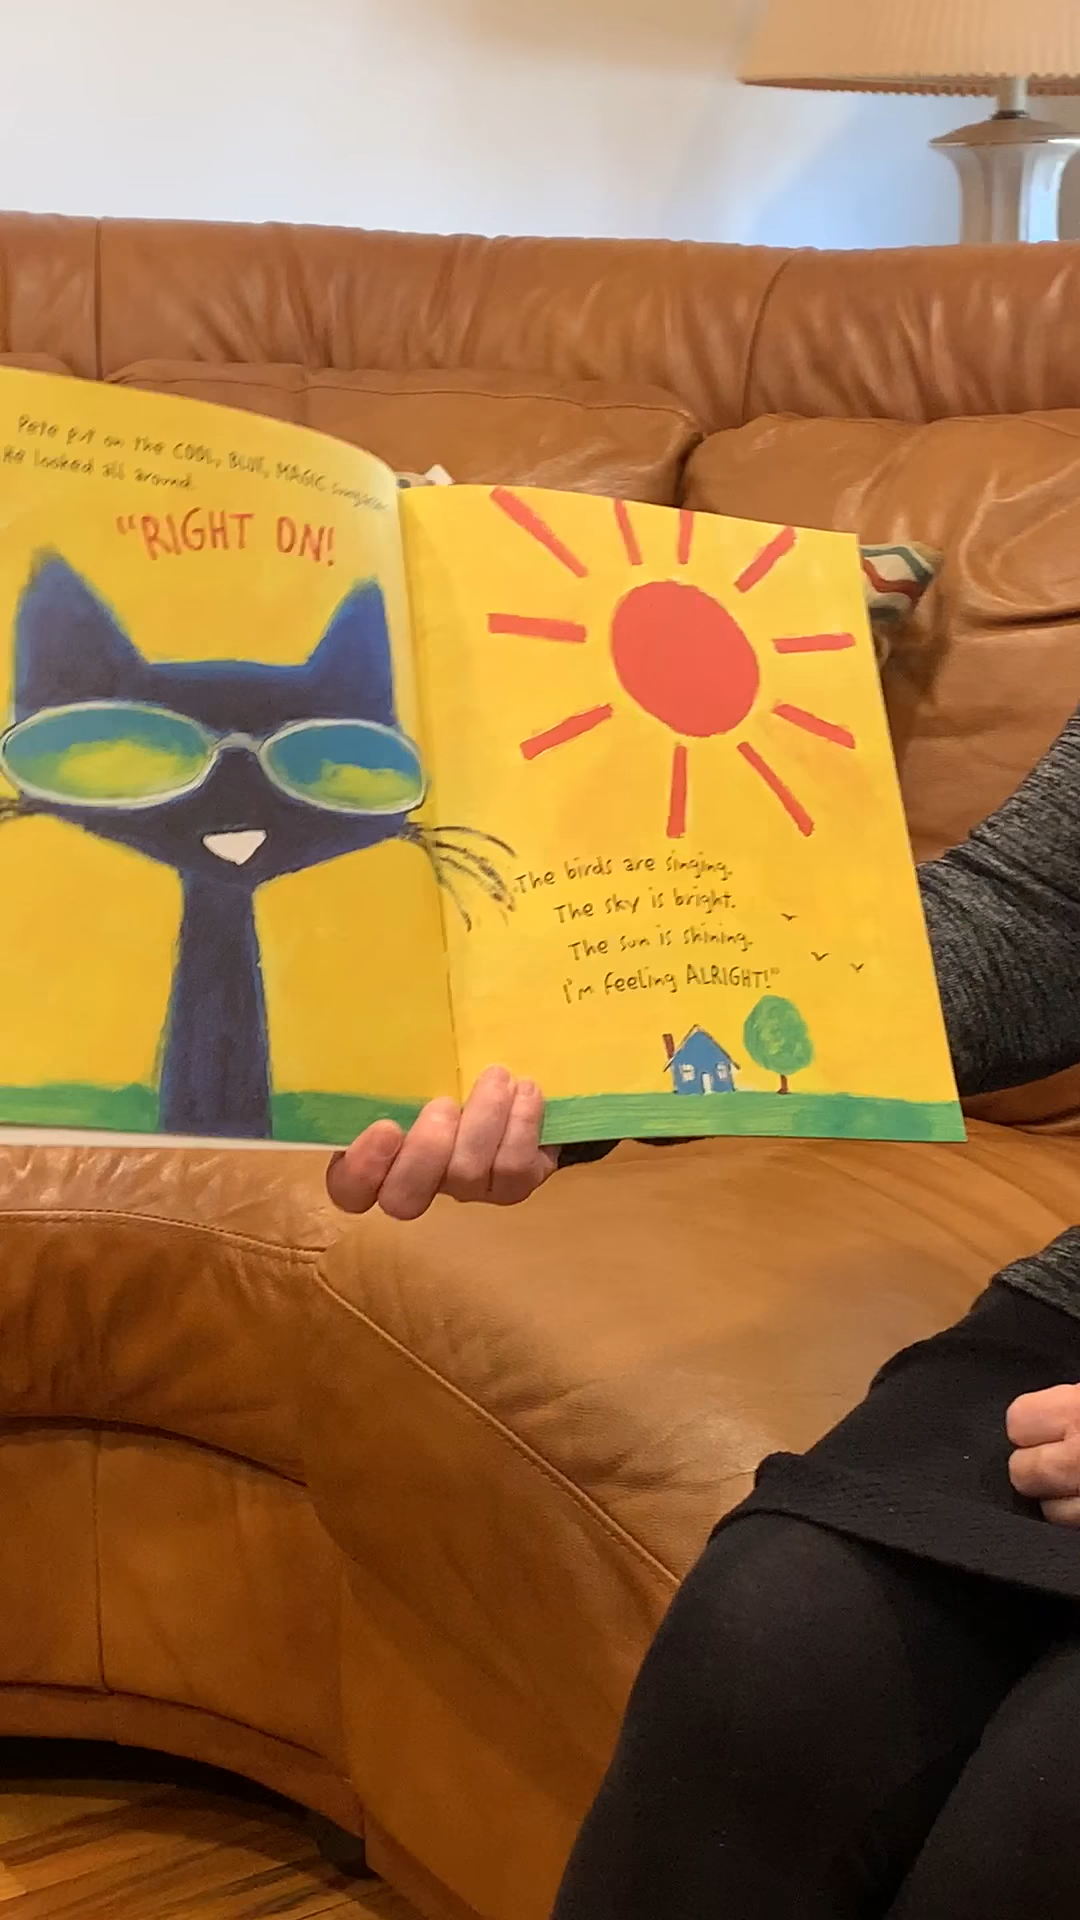 Pete put on the COOL, BLUE, MAGIC sunglasses.
He looked all around.
"RIGHT ON!
The birds are singing.
The sky is bright.
The sun is shining.
I'm feeling ALRIGHT!"